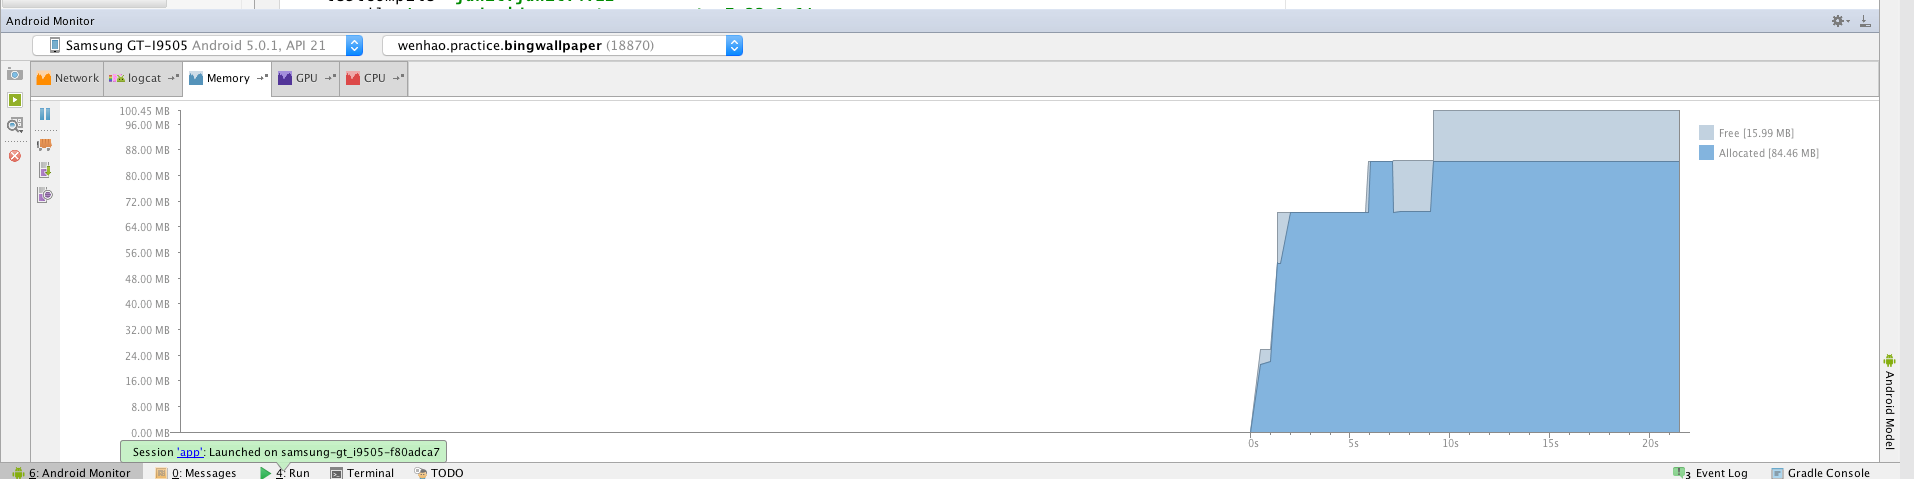 Android Monitor
Samsung GT-I9505 Android 5.0.1, API 21
wenhao.practice.bingwallpaper (18870)
Network
logcat
Memory
GPU
CPU
100.45 MB
96.00 MB
88.00 MB
80.00 MB
72.00 MB
64.00 MB
56.00 MB
48.00 MB
40.00 MB
32.00 MB
24.00 MB
16.00 MB
8.00 MB
0.00 MB
Free [15.99 MB]
Allocated [84.46 MB]
0s 5s 10s 15s 20s
Android Model
Session 'app': Launched on samsung-gt_i9505-f80adca7
6: Android Monitor
0: Messages
4: Run
Terminal
TODO
3 Event Log
Gradle Console